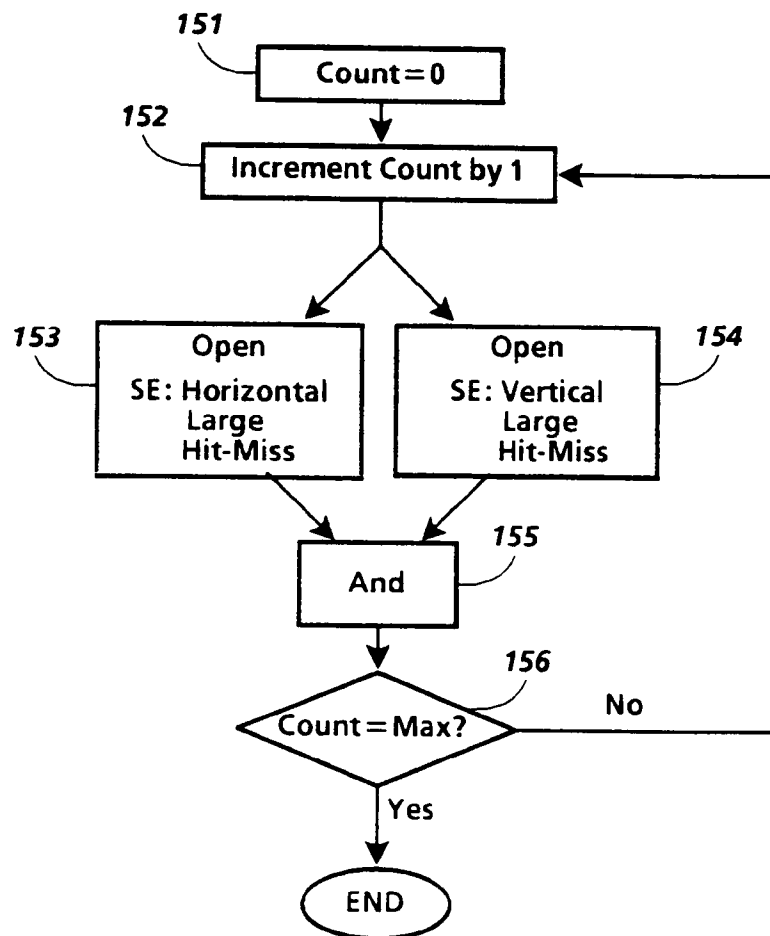 151
Count=0
152
Increment Count by 1
153
Open
SE: Horizontal
Large
Hit-Miss
154
Open
SE: Vertical
Large
Hit-Miss
155
And
156
Count=Max?
No
Yes
END